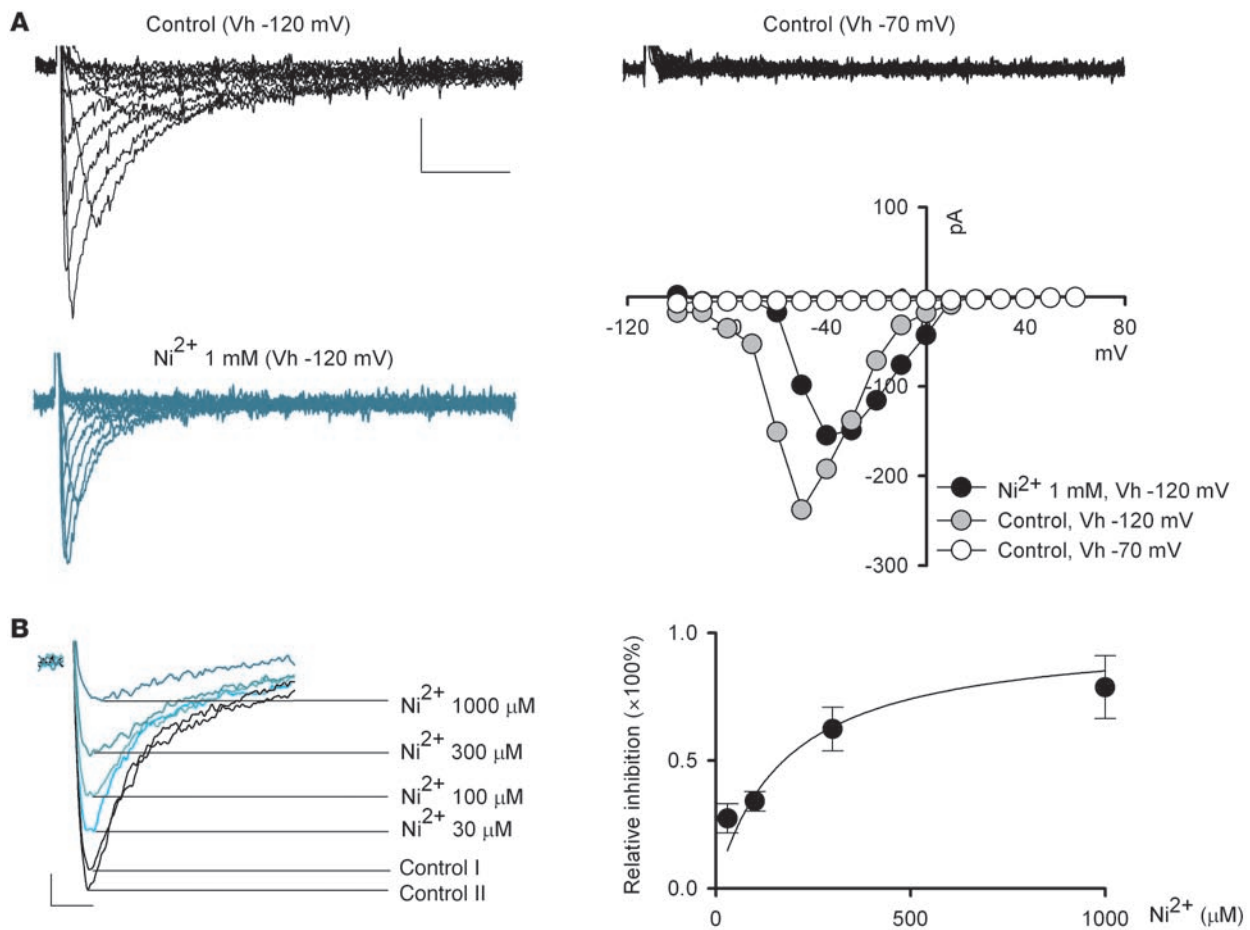 A
Control (Vh -120 mV)
Control (Vh -70 mV)
Ni2+ 1 mM (Vh -120 mV)
100
pA
-120
-40
40
80
mV
-100
-200
-300
Ni2+ 1 mM, Vh -120 mV
Control, Vh -120 mV
Control, Vh -70 mV
B
Ni2+ 1000 μM
Ni2+ 300 μM
Ni2+ 100 μM
Ni2+ 30 μM
Control I
Control II
Relative inhibition (×100%)
1.0
0.5
0.0
0
500
1000
Ni2+ (μM)